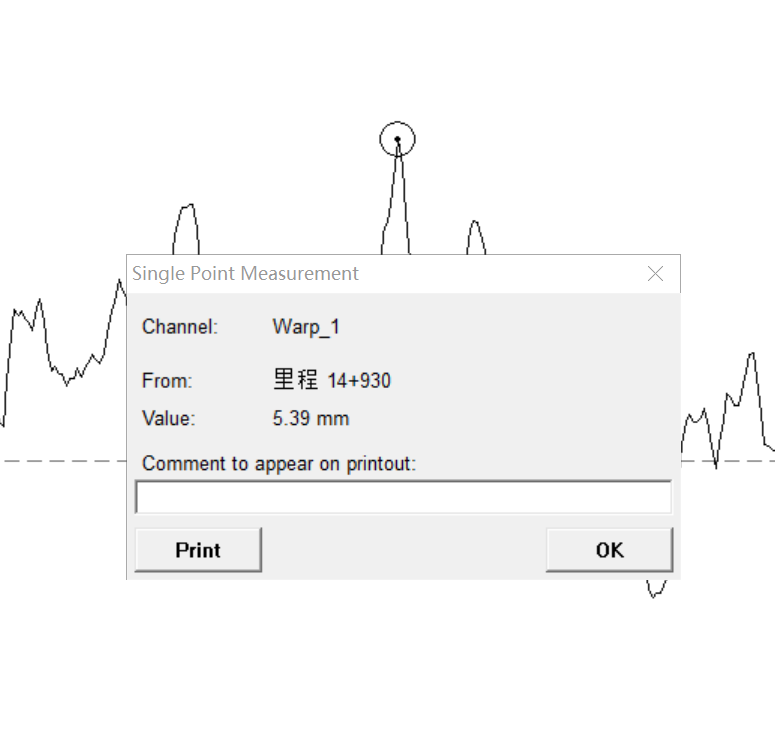 Single Point Measurement
Channel: Warp_1
From: 里程 14+930
Value: 5.39 mm
Comment to appear on printout:
Print OK